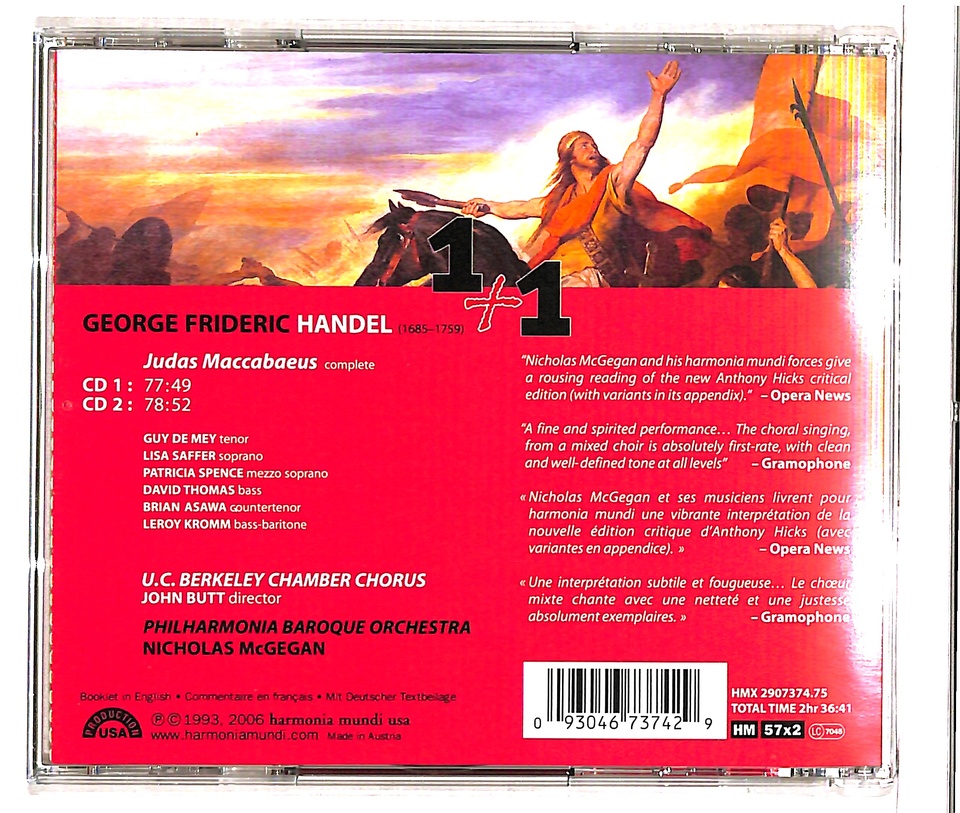 1+1
GEORGE FRIDERIC HANDEL (1685–1759)
Judas Maccabaeus complete
CD 1 : 77:49
CD 2 : 78:52
GUY DE MEY tenor
LISA SAFFER soprano
PATRICIA SPENCE mezzo soprano
DAVID THOMAS bass
BRIAN ASAWA countertenor
LEROY KROMM bass-baritone
U.C. BERKELEY CHAMBER CHORUS
JOHN BUTT director
PHILHARMONIA BAROQUE ORCHESTRA
NICHOLAS McGEGAN
"Nicholas McGegan and his harmonia mundi forces give
a rousing reading of the new Anthony Hicks critical
edition (with variants in its appendix)." – Opera News
"A fine and spirited performance… The choral singing,
from a mixed choir is absolutely first-rate, with clean
and well-defined tone at all levels" – Gramophone
« Nicholas McGegan et ses musiciens livrent pour
harmonia mundi une vibrante interprétation de la
nouvelle édition critique d'Anthony Hicks (avec
variantes en appendice). » – Opera News
« Une interprétation subtile et fougueuse… Le chœur
mixte chante avec une netteté et une justesse
absolument exemplaires. » – Gramophone
Booklet in English • Commentaire en français • Mit Deutscher Textbeilage
PRODUCTION USA
℗ © 1993, 2006 harmonia mundi usa
www.harmoniamundi.com Made in Austria
0 93046 73742 9
HMX 2907374.75
TOTAL TIME 2hr 36:41
HM 57x2 LC 7045